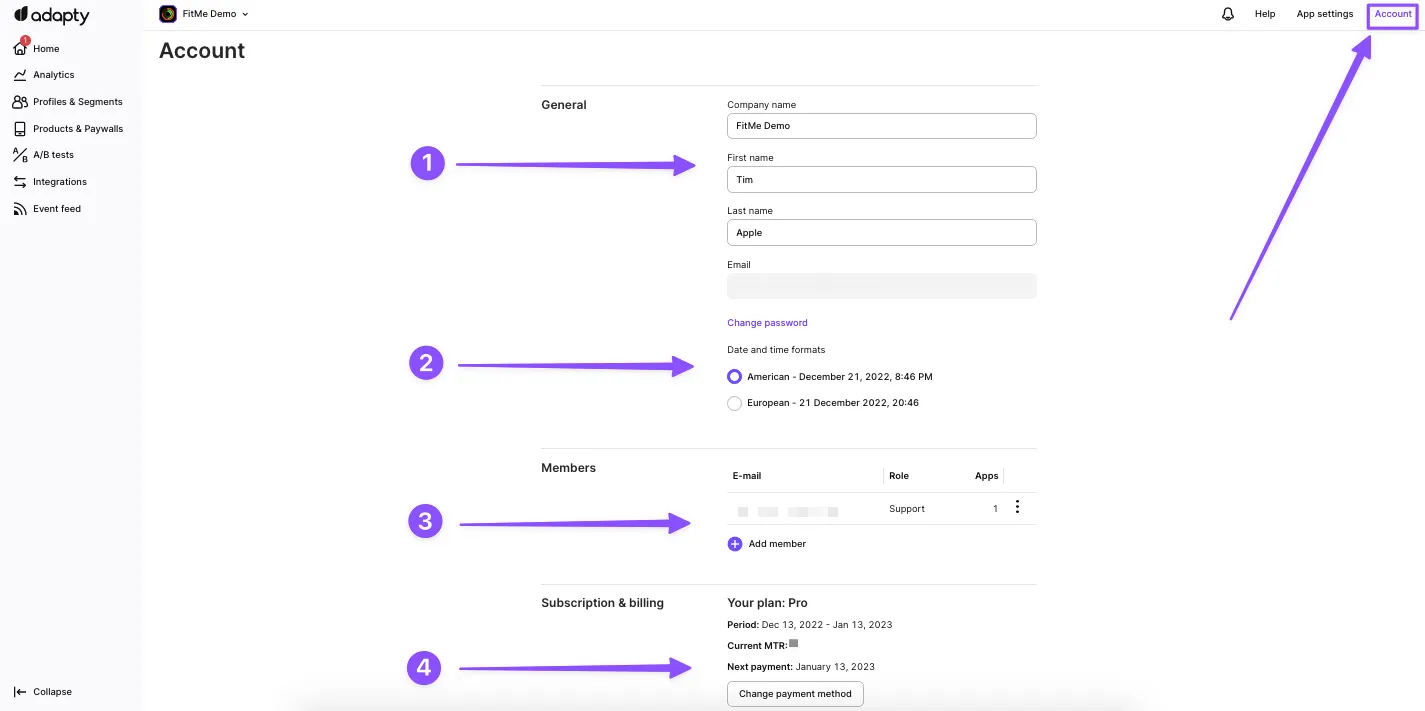 adapty
FitMe Demo
Help
App settings
Account
1
Home
Analytics
Profiles & Segments
Products & Paywalls
A/B tests
Integrations
Event feed
Collapse
Account
General
Company name
FitMe Demo
1
First name
Tim
Last name
Apple
Email
Change password
2
Date and time formats
American - December 21, 2022, 8:46 PM
European - 21 December 2022, 20:46
Members
E-mail Role Apps
3
Support 1
Add member
Subscription & billing
Your plan: Pro
Period: Dec 13, 2022 - Jan 13, 2023
Current MTR:
4
Next payment: January 13, 2023
Change payment method